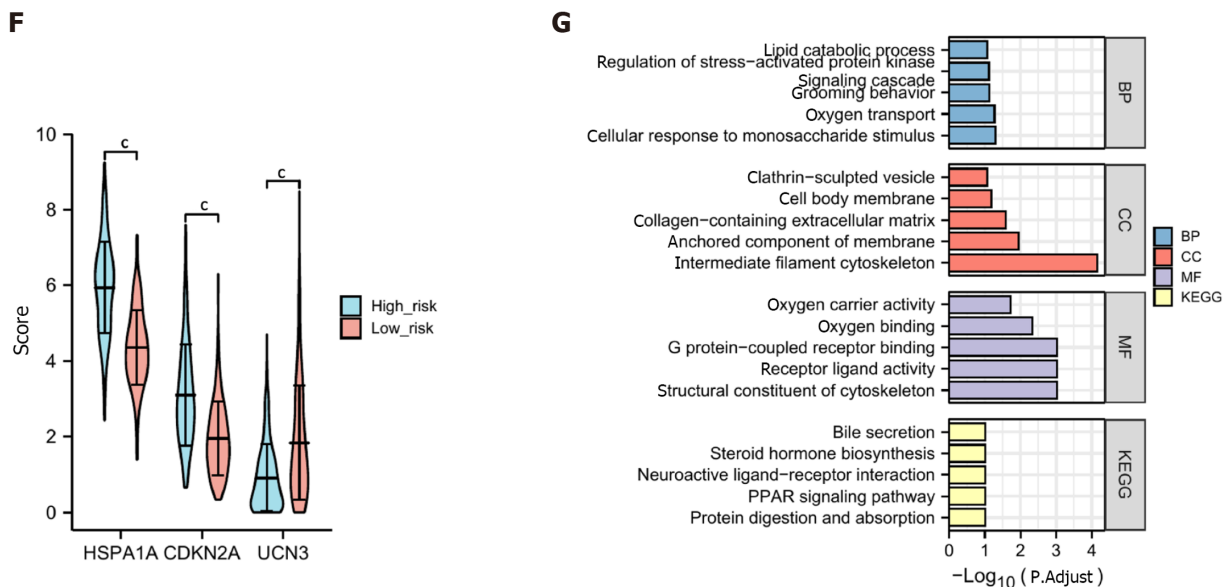 F
G
10
8
6
4
2
0
Score
c
c
c
HSPA1A
CDKN2A
UCN3
High_risk
Low_risk
Lipid catabolic process
Regulation of stress-activated protein kinase
Signaling cascade
Grooming behavior
Oxygen transport
Cellular response to monosaccharide stimulus
BP
Clathrin-sculpted vesicle
Cell body membrane
Collagen-containing extracellular matrix
Anchored component of membrane
Intermediate filament cytoskeleton
CC
Oxygen carrier activity
Oxygen binding
G protein-coupled receptor binding
Receptor ligand activity
Structural constituent of cytoskeleton
MF
Bile secretion
Steroid hormone biosynthesis
Neuroactive ligand-receptor interaction
PPAR signaling pathway
Protein digestion and absorption
KEGG
0 1 2 3 4
-Log10 ( P.Adjust )
BP
CC
MF
KEGG